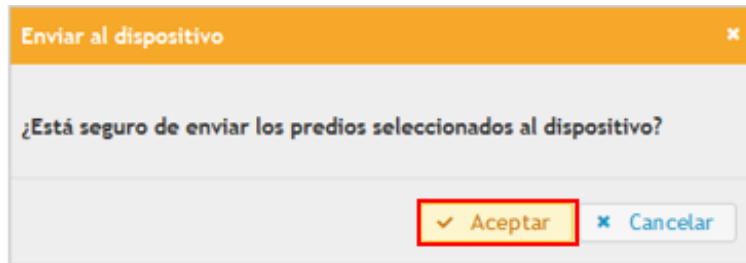 Enviar al dispositivo
¿Está seguro de enviar los predios seleccionados al dispositivo?
Aceptar Cancelar